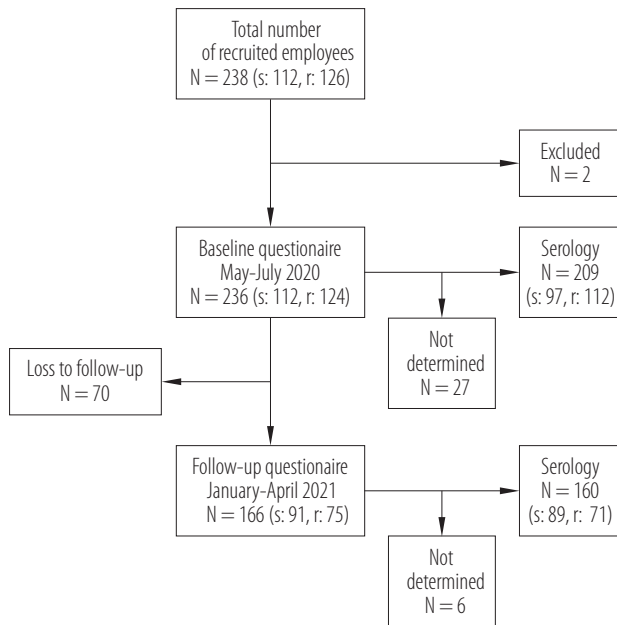 Total number
of recruited employees
N = 238 (s: 112, r: 126)
Excluded
N = 2
Baseline questionaire
May-July 2020
N = 236 (s: 112, r: 124)
Serology
N = 209
(s: 97, r: 112)
Not
determined
N = 27
Loss to follow-up
N = 70
Follow-up questionaire
January-April 2021
N = 166 (s: 91, r: 75)
Serology
N = 160
(s: 89, r: 71)
Not
determined
N = 6